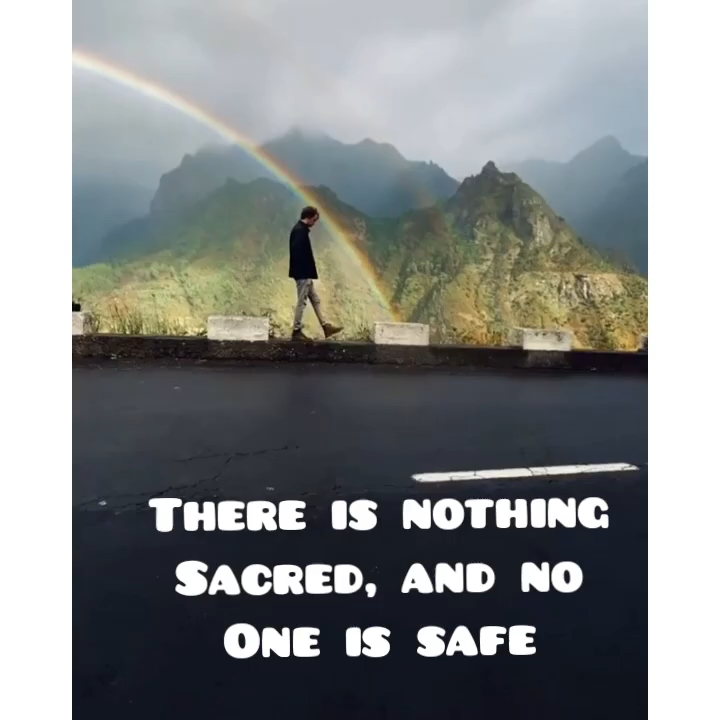 There is nothing
Sacred, and no
One is safe